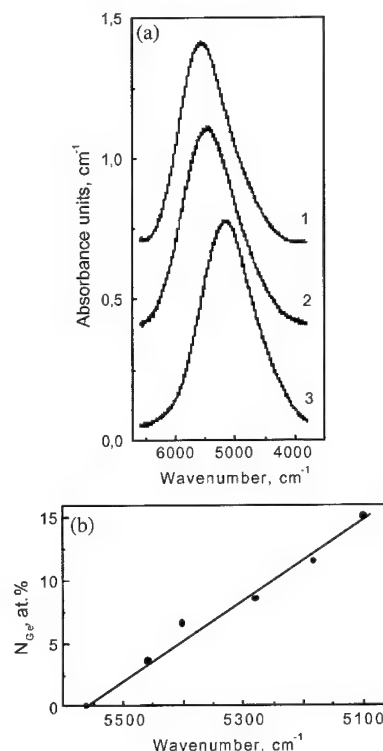 (a)
1,5
1,0
0,5
0,0
Absorbance units, cm-1
1
2
3
6000 5000 4000
Wavenumber, cm-1
(b)
15
10
5
0
NGe, at.%
5500 5300 5100
Wavenumber, cm-1